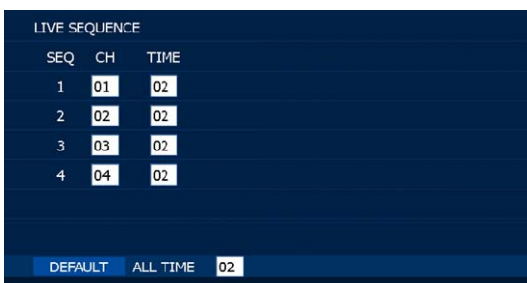 LIVE SEQUENCE
SEQ CH TIME
1 01 02
2 02 02
3 03 02
4 04 02
DEFAULT ALL TIME 02